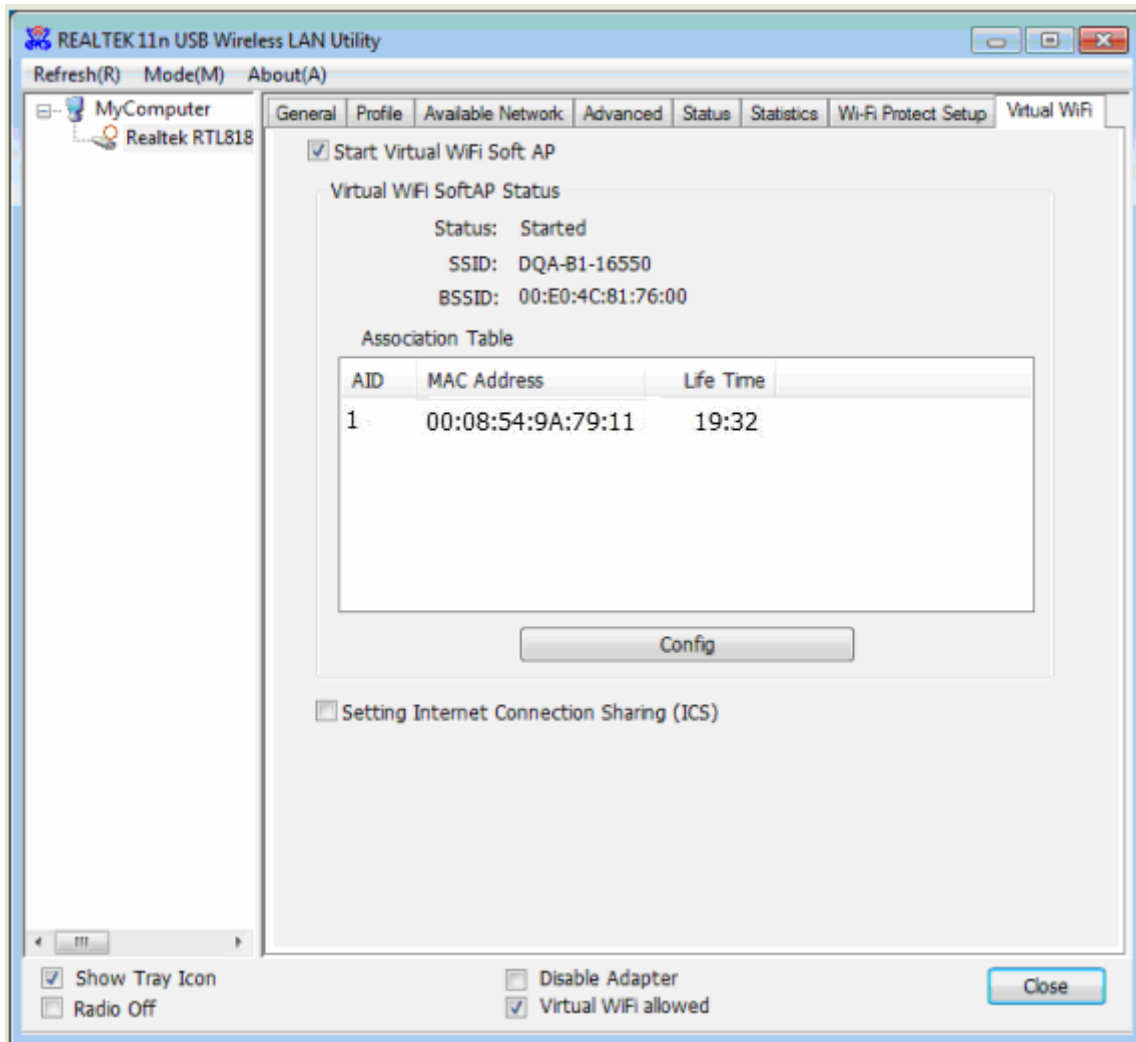 REALTEK 11n USB Wireless LAN Utility
Refresh(R) Mode(M) About(A)
MyComputer
Realtek RTL818
General Profile Available Network Advanced Status Statistics Wi-Fi Protect Setup Virtual WiFi
Start Virtual WiFi Soft AP
Virtual WiFi SoftAP Status
Status: Started
SSID: DQA-B1-16550
BSSID: 00:E0:4C:81:76:00
Association Table
AID MAC Address Life Time
1 00:08:54:9A:79:11 19:32
Config
Setting Internet Connection Sharing (ICS)
Show Tray Icon Disable Adapter
Radio Off Virtual WiFi allowed
Close